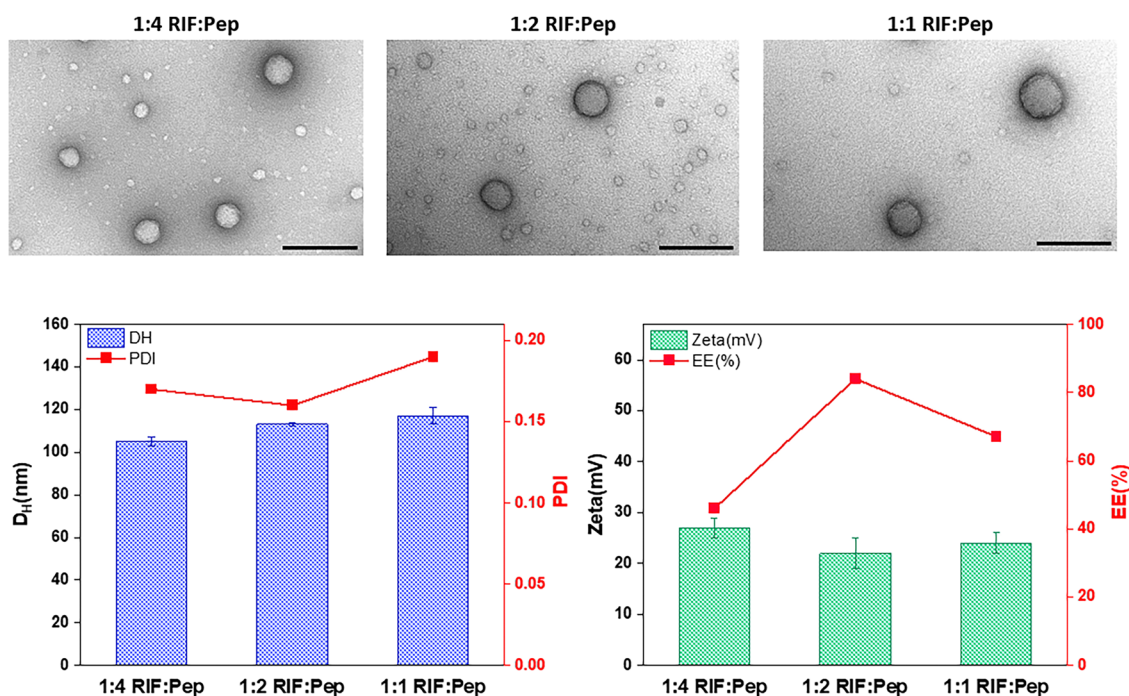 1:4 RIF:Pep
1:2 RIF:Pep
1:1 RIF:Pep
160
140
120
100
80
60
40
20
0
D_H(nm)
DH
PDI
0.20
0.15
0.10
0.05
0.00
PDI
1:4 RIF:Pep
1:2 RIF:Pep
1:1 RIF:Pep
60
50
40
30
20
10
0
Zeta(mV)
Zeta(mV)
EE(%)
100
80
60
40
20
0
EE(%)
1:4 RIF:Pep
1:2 RIF:Pep
1:1 RIF:Pep